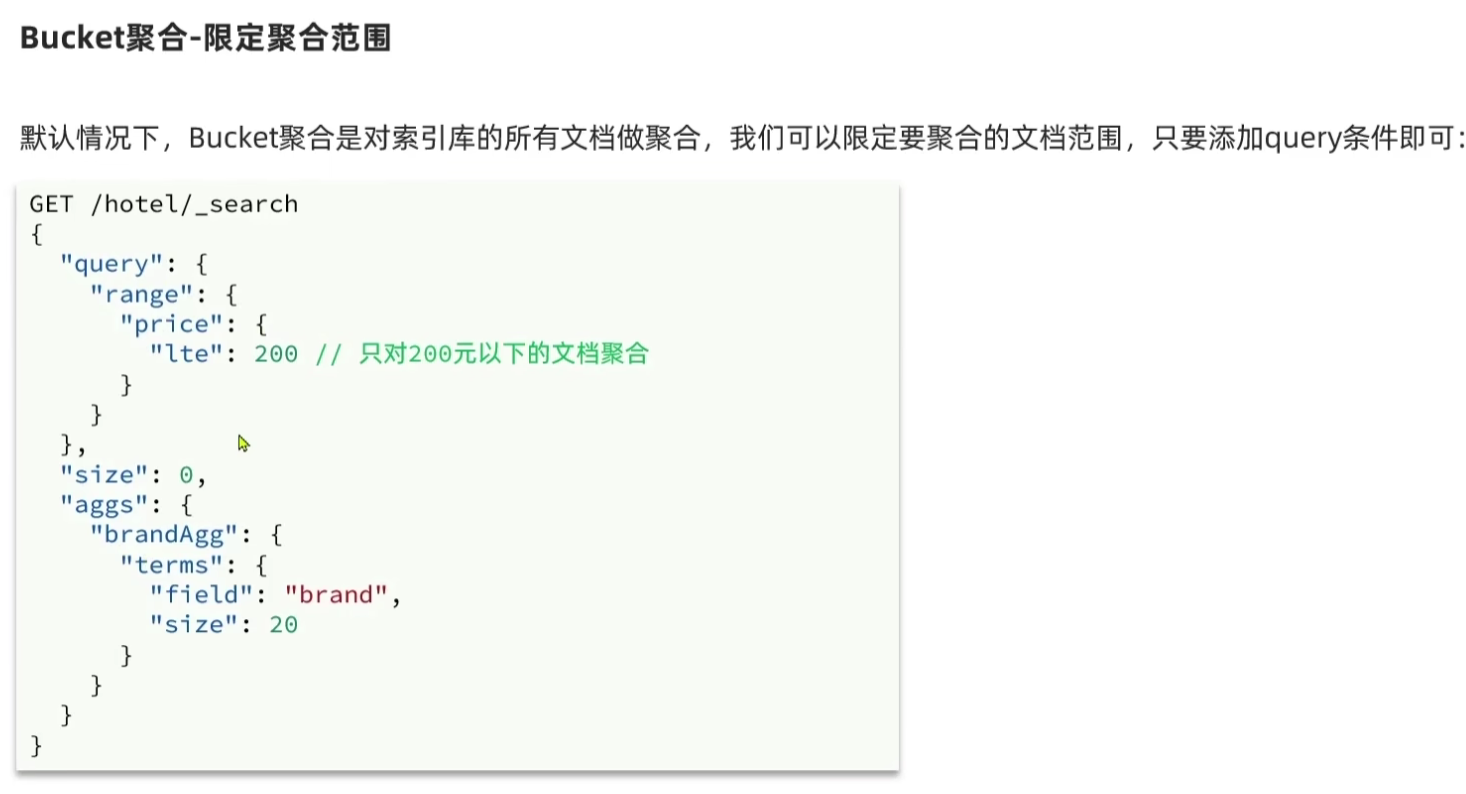 Bucket聚合-限定聚合范围
默认情况下，Bucket聚合是对索引库的所有文档做聚合，我们可以限定要聚合的文档范围，只要添加query条件即可：
GET /hotel/_search
{
  "query": {
    "range": {
      "price": {
        "lte": 200 // 只对200元以下的文档聚合
      }
    }
  },
  "size": 0,
  "aggs": {
    "brandAgg": {
      "terms": {
        "field": "brand",
        "size": 20
      }
    }
  }
}